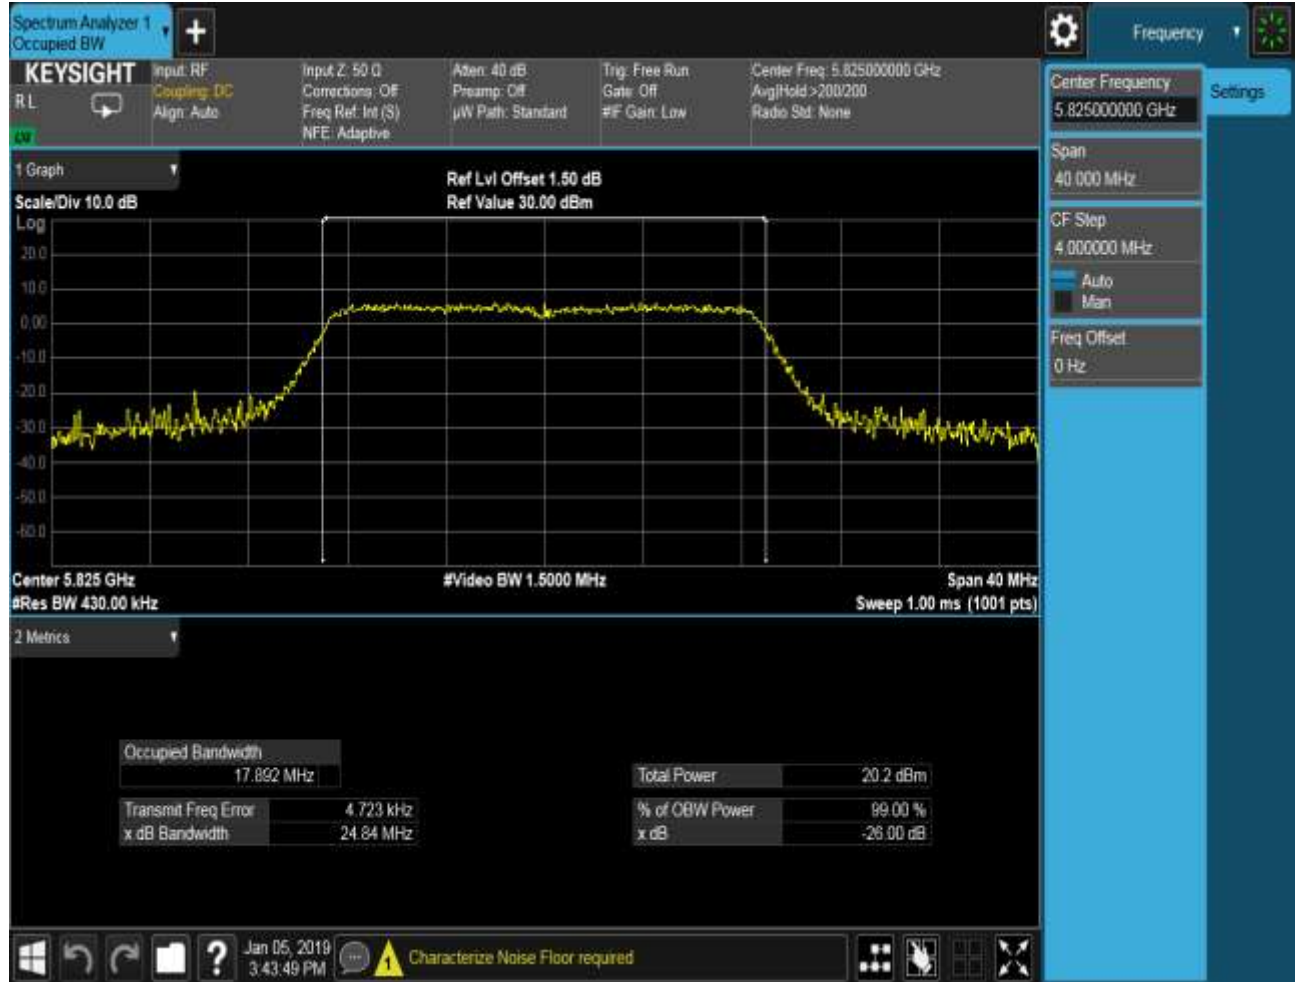 Spectrum Analyzer 1
Occupied BW
Frequency
KEYSIGHT
RL
Input: RF
Coupling: DC
Align: Auto
Input Z: 50 Ω
Corrections: Off
Freq Ref: Int (S)
NFE: Adaptive
Atten: 40 dB
Preamp: Off
µW Path: Standard
Trig: Free Run
Gate: Off
#IF Gain: Low
Center Freq: 5.825000000 GHz
Avg|Hold:>200/200
Radio Std: None
Center Frequency
5.825000000 GHz
Settings
Span
40.000 MHz
CF Step
4.000000 MHz
Auto
Man
Freq Offset
0 Hz
1 Graph
Scale/Div 10.0 dB
Ref Lvl Offset 1.50 dB
Ref Value 30.00 dBm
Log
20.0
10.0
0.00
-10.0
-20.0
-30.0
-40.0
-50.0
-60.0
Center 5.825 GHz
#Video BW 1.5000 MHz
Span 40 MHz
#Res BW 430.00 kHz
Sweep 1.00 ms (1001 pts)
2 Metrics
Occupied Bandwidth
17.892 MHz
Total Power 20.2 dBm
Transmit Freq Error 4.723 kHz
% of OBW Power 99.00 %
x dB Bandwidth 24.84 MHz
x dB -26.00 dB
?
Jan 05, 2019
3:43:49 PM
1
Characterize Noise Floor required